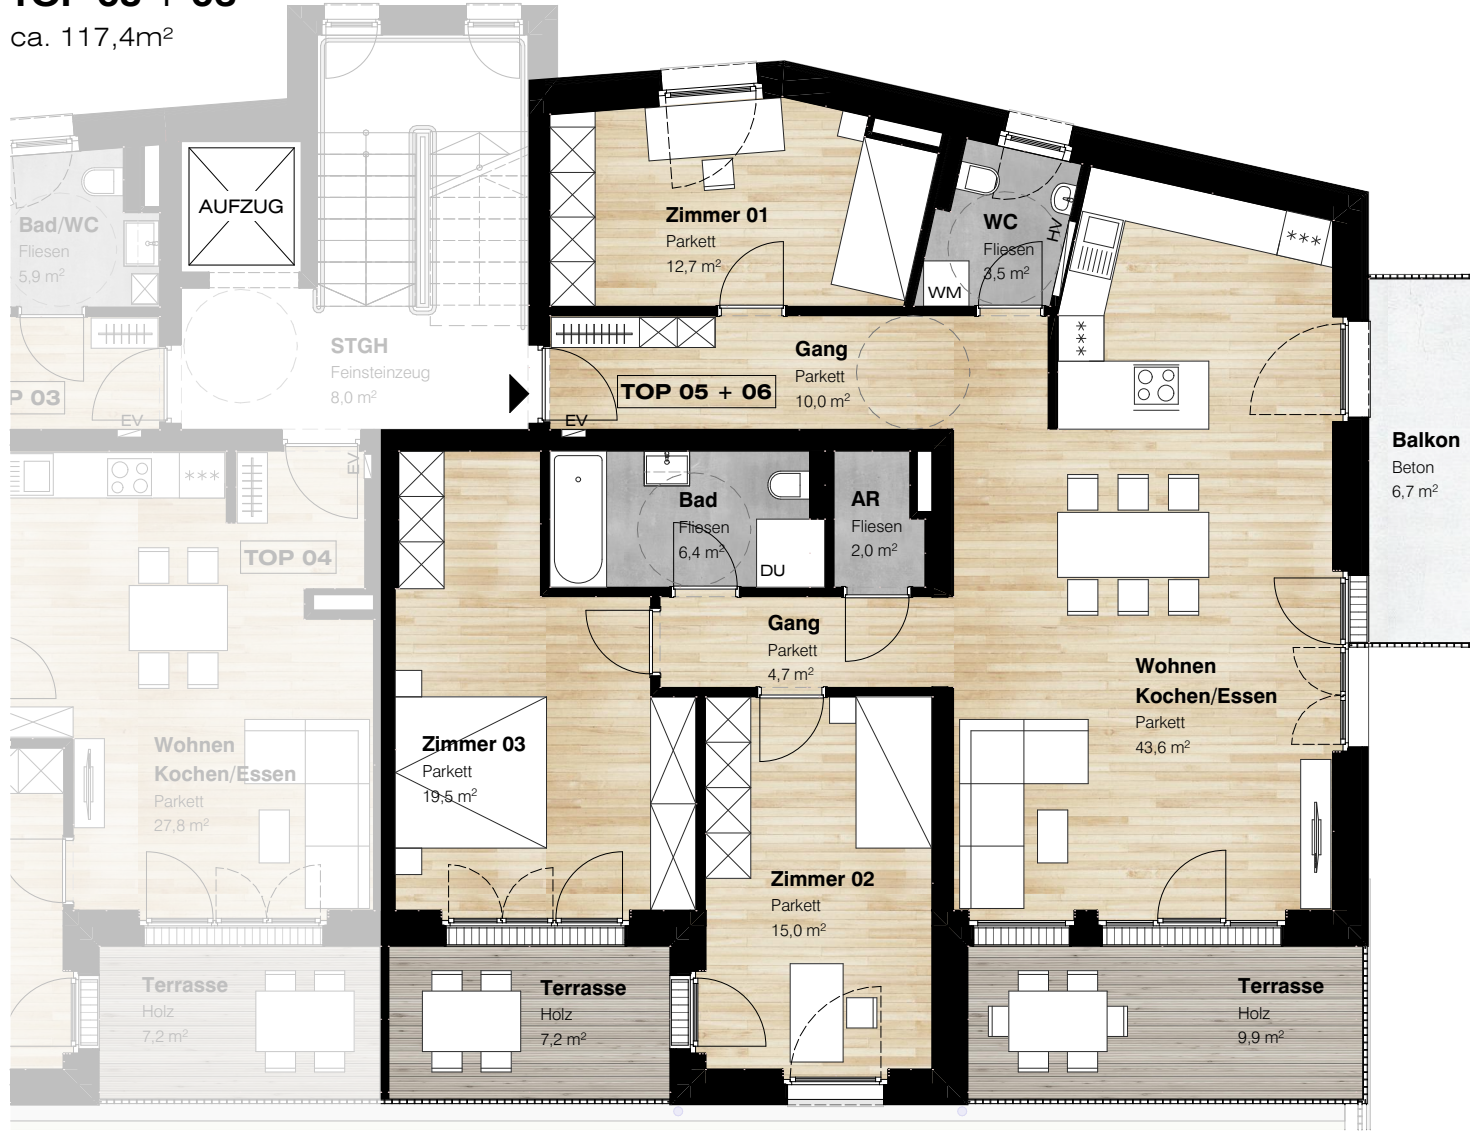 ca. 117,4m²
AUFZUG
Bad/WC
Fliesen
5,9 m²
Zimmer 01
Parkett
12,7 m²
WC
Fliesen
3,5 m²
HV
WM
***
***
STGH
Feinsteinzeug
8,0 m²
Gang
Parkett
10,0 m²
TOP 05 + 06
EV
P 03
EV
EV
Balkon
Beton
6,7 m²
***
TOP 04
Bad
Fliesen
6,4 m²
DU
AR
Fliesen
2,0 m²
Gang
Parkett
4,7 m²
Wohnen
Kochen/Essen
Parkett
43,6 m²
Wohnen
Kochen/Essen
Parkett
27,8 m²
Zimmer 03
Parkett
19,5 m²
Zimmer 02
Parkett
15,0 m²
Terrasse
Holz
7,2 m²
Terrasse
Holz
7,2 m²
Terrasse
Holz
9,9 m²